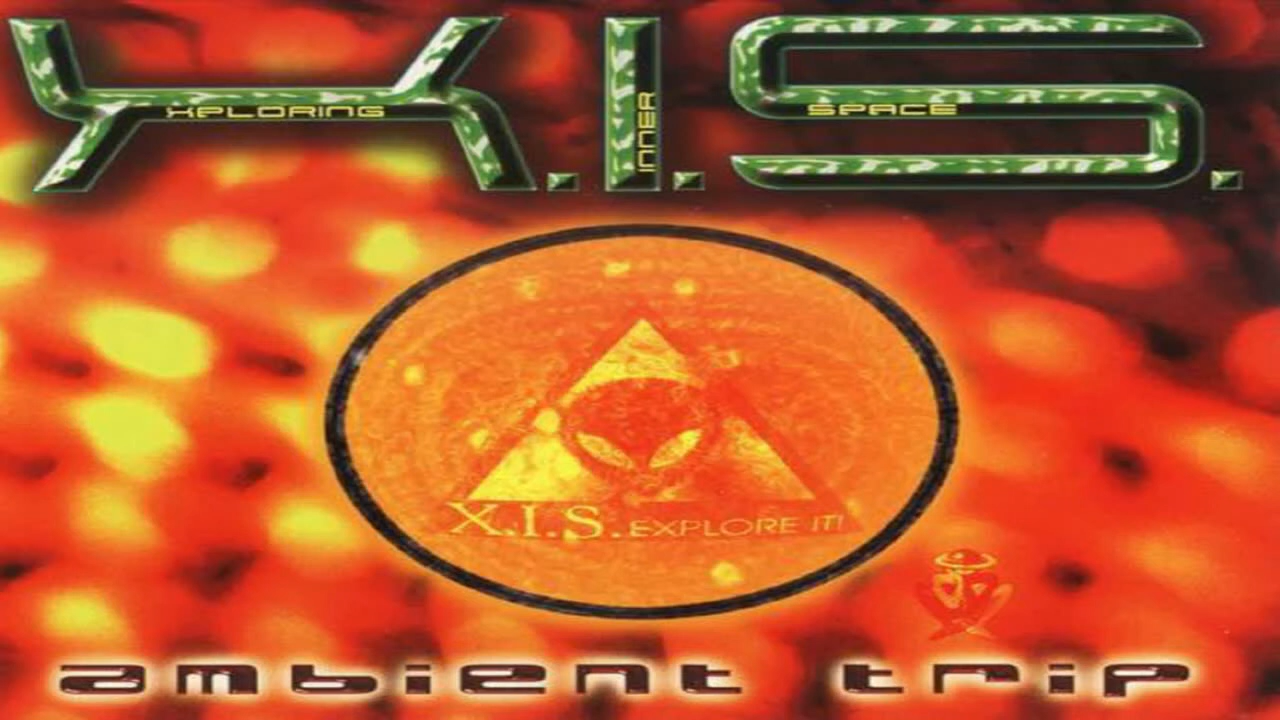 X.I.S.
XPLORING INNER SPACE
X.I.S. EXPLORE IT!
ambient trip